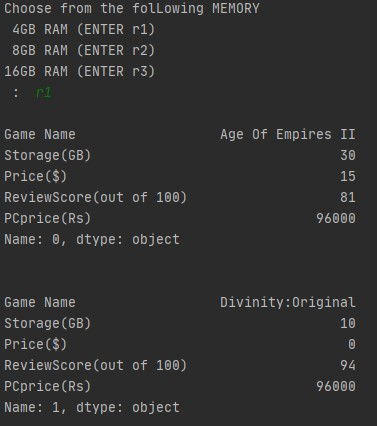 Choose from the folLowing MEMORY
 4GB RAM (ENTER r1)
 8GB RAM (ENTER r2)
16GB RAM (ENTER r3)
 :  r1
Game Name                  Age Of Empires II
Storage(GB)                               30
Price($)                                  15
ReviewScore(out of 100)                   81
PCprice(Rs)                            96000
Name: 0, dtype: object
Game Name                  Divinity:Original
Storage(GB)                               10
Price($)                                   0
ReviewScore(out of 100)                   94
PCprice(Rs)                            96000
Name: 1, dtype: object